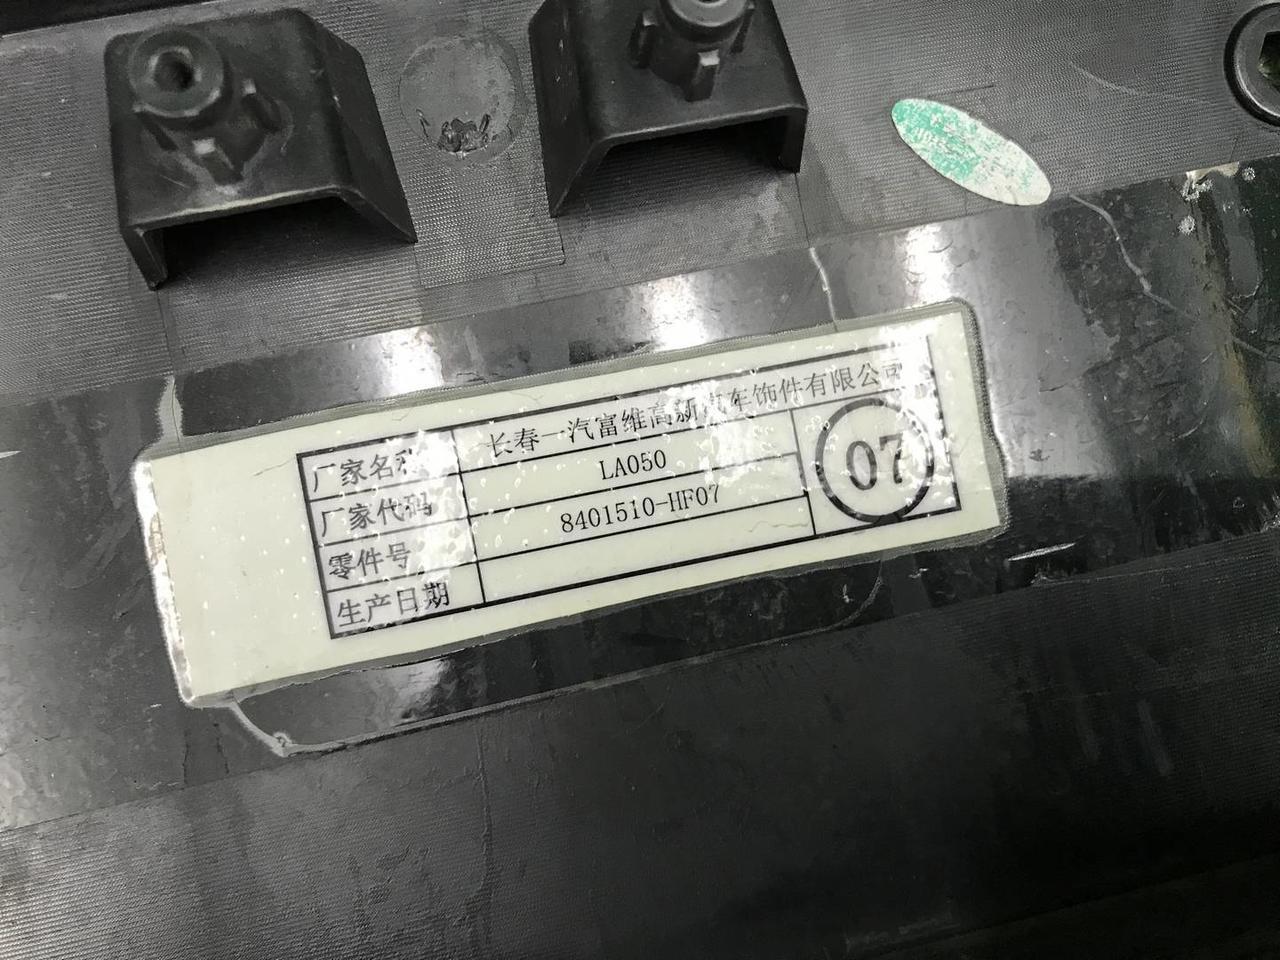 厂家名称 长春一汽富维高新汽车饰件有限公司
厂家代码 LA050
零件号 8401510-HF07
生产日期
07